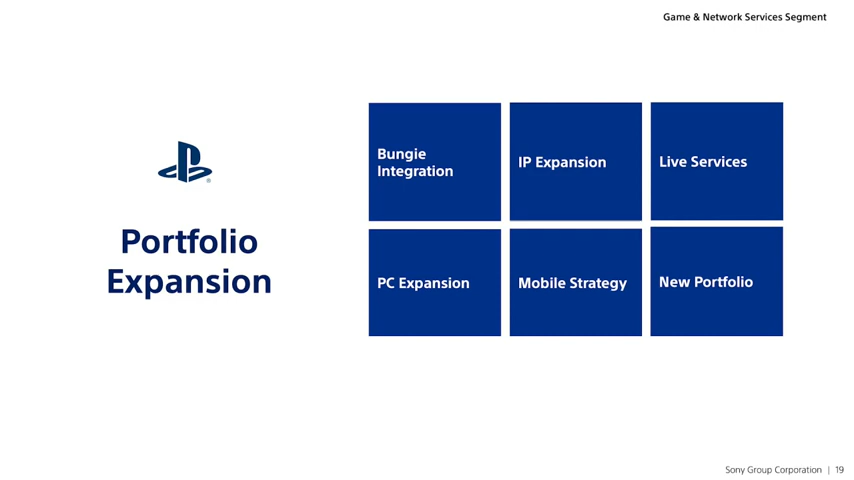 Game & Network Services Segment
Portfolio
Expansion
Bungie
Integration
IP Expansion
Live Services
PC Expansion
Mobile Strategy
New Portfolio
Sony Group Corporation | 19